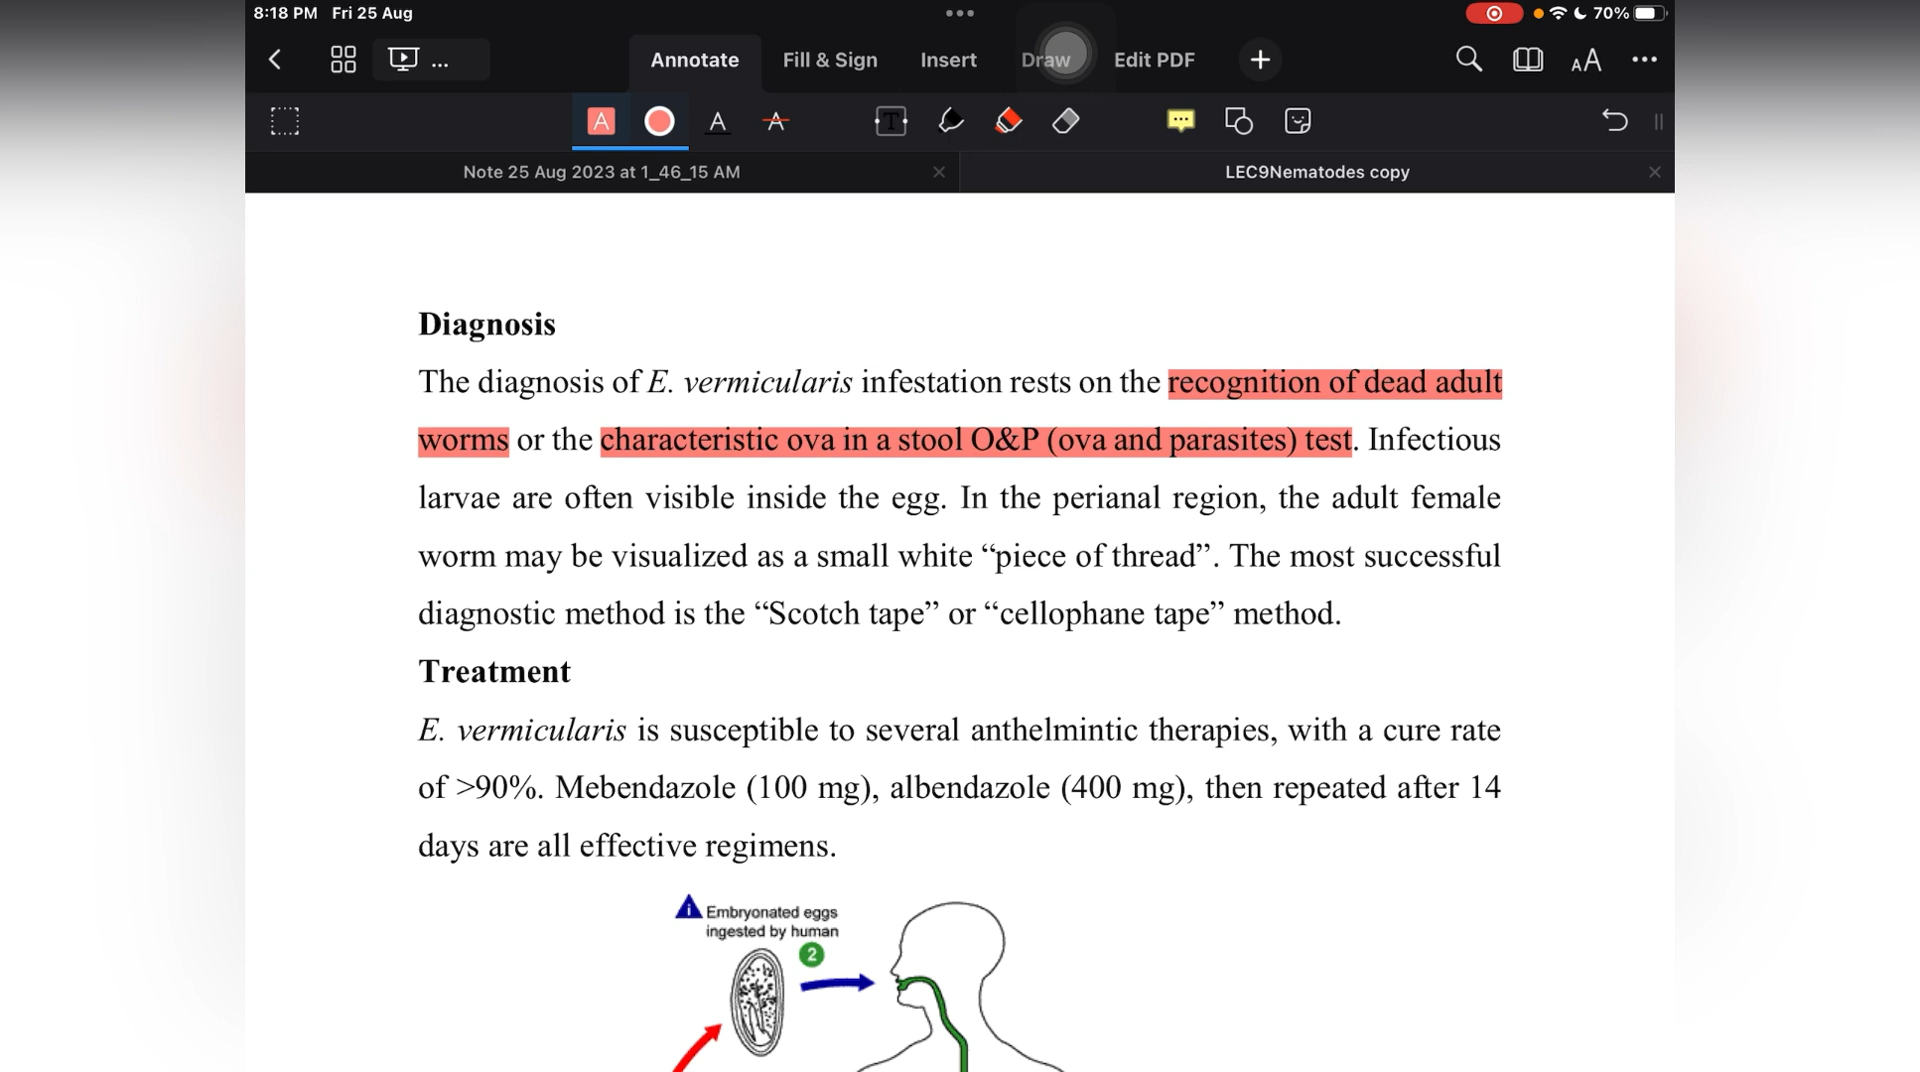 8:18 PM Fri 25 Aug
70%
...
Annotate Fill & Sign Insert Draw Edit PDF
AA
A A A T
Note 25 Aug 2023 at 1_46_15 AM
LEC9Nematodes copy
Diagnosis
The diagnosis of E. vermicularis infestation rests on the recognition of dead adult
worms or the characteristic ova in a stool O&P (ova and parasites) test. Infectious
larvae are often visible inside the egg. In the perianal region, the adult female
worm may be visualized as a small white “piece of thread”. The most successful
diagnostic method is the “Scotch tape” or “cellophane tape” method.
Treatment
E. vermicularis is susceptible to several anthelmintic therapies, with a cure rate
of >90%. Mebendazole (100 mg), albendazole (400 mg), then repeated after 14
days are all effective regimens.
i Embryonated eggs
ingested by human
2